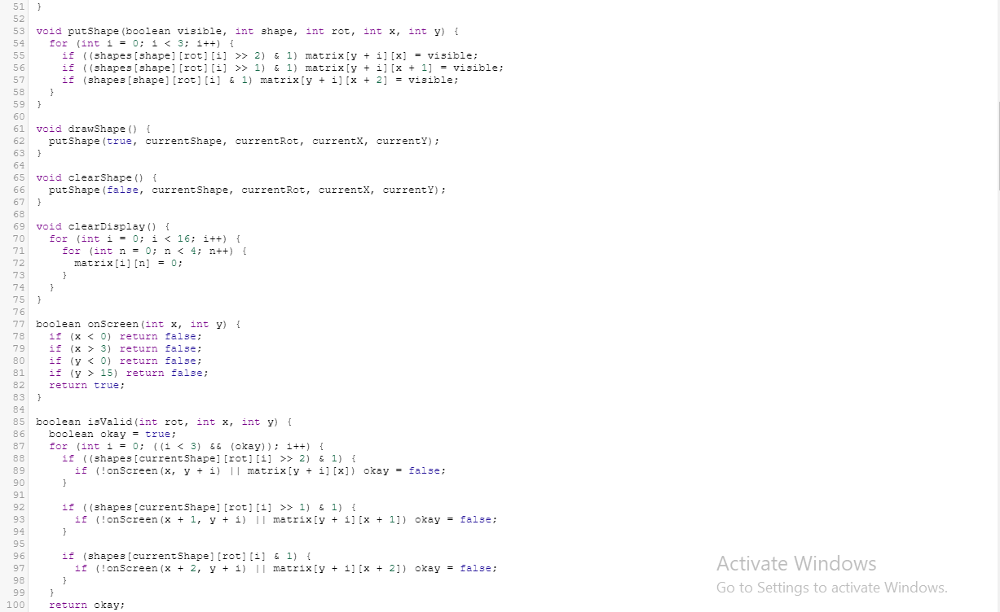 51 }
52
53 void putShape(boolean visible, int shape, int rot, int x, int y) {
54   for (int i = 0; i < 3; i++) {
55     if ((shapes[shape][rot][i] >> 2) & 1) matrix[y + i][x] = visible;
56     if ((shapes[shape][rot][i] >> 1) & 1) matrix[y + i][x + 1] = visible;
57     if (shapes[shape][rot][i] & 1) matrix[y + i][x + 2] = visible;
58   }
59 }
60
61 void drawShape() {
62   putShape(true, currentShape, currentRot, currentX, currentY);
63 }
64
65 void clearShape() {
66   putShape(false, currentShape, currentRot, currentX, currentY);
67 }
68
69 void clearDisplay() {
70   for (int i = 0; i < 16; i++) {
71     for (int n = 0; n < 4; n++) {
72       matrix[i][n] = 0;
73     }
74   }
75 }
76
77 boolean onScreen(int x, int y) {
78   if (x < 0) return false;
79   if (x > 3) return false;
80   if (y < 0) return false;
81   if (y > 15) return false;
82   return true;
83 }
84
85 boolean isValid(int rot, int x, int y) {
86   boolean okay = true;
87   for (int i = 0; ((i < 3) && (okay)); i++) {
88     if ((shapes[currentShape][rot][i] >> 2) & 1) {
89       if (!onScreen(x, y + i) || matrix[y + i][x]) okay = false;
90     }
91
92     if ((shapes[currentShape][rot][i] >> 1) & 1) {
93       if (!onScreen(x + 1, y + i) || matrix[y + i][x + 1]) okay = false;
94     }
95
96     if (shapes[currentShape][rot][i] & 1) {
97       if (!onScreen(x + 2, y + i) || matrix[y + i][x + 2]) okay = false;
98     }
99   }
100   return okay;
Activate Windows
Go to Settings to activate Windows.